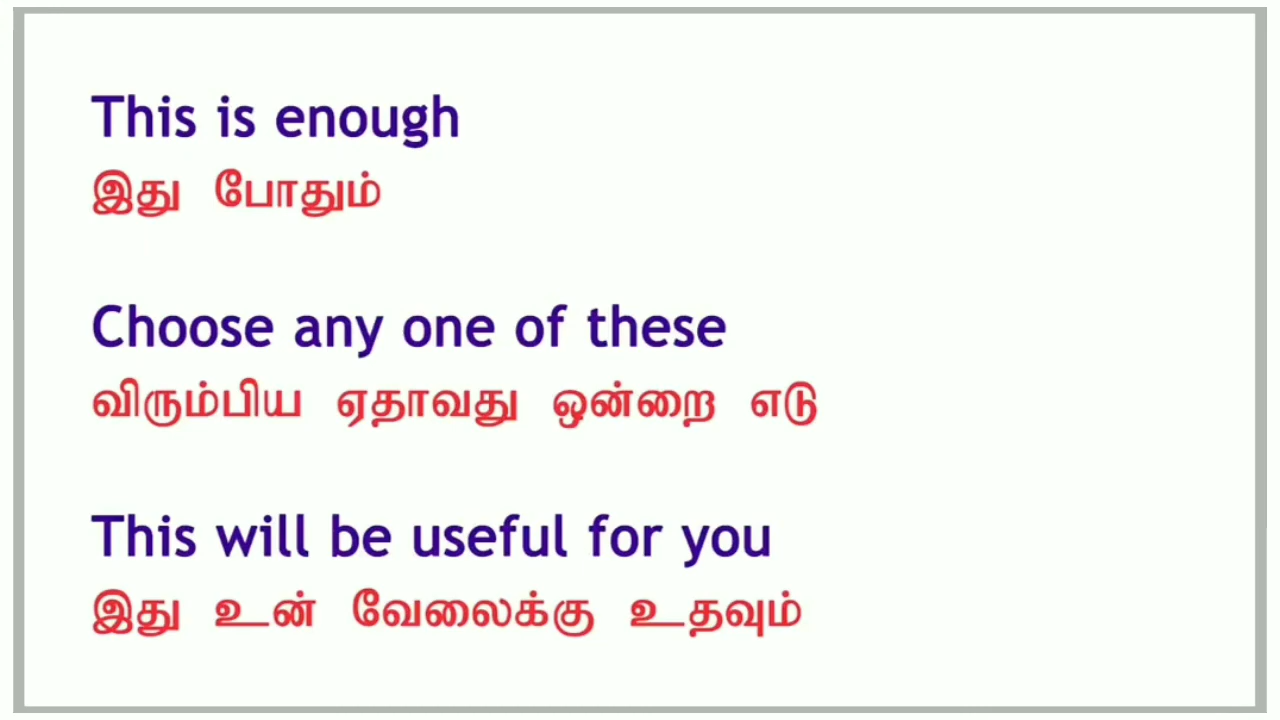 This is enough
இது போதும்
Choose any one of these
விரும்பிய ஏதாவது ஒன்றை எடு
This will be useful for you
இது உன் வேலைக்கு உதவும்